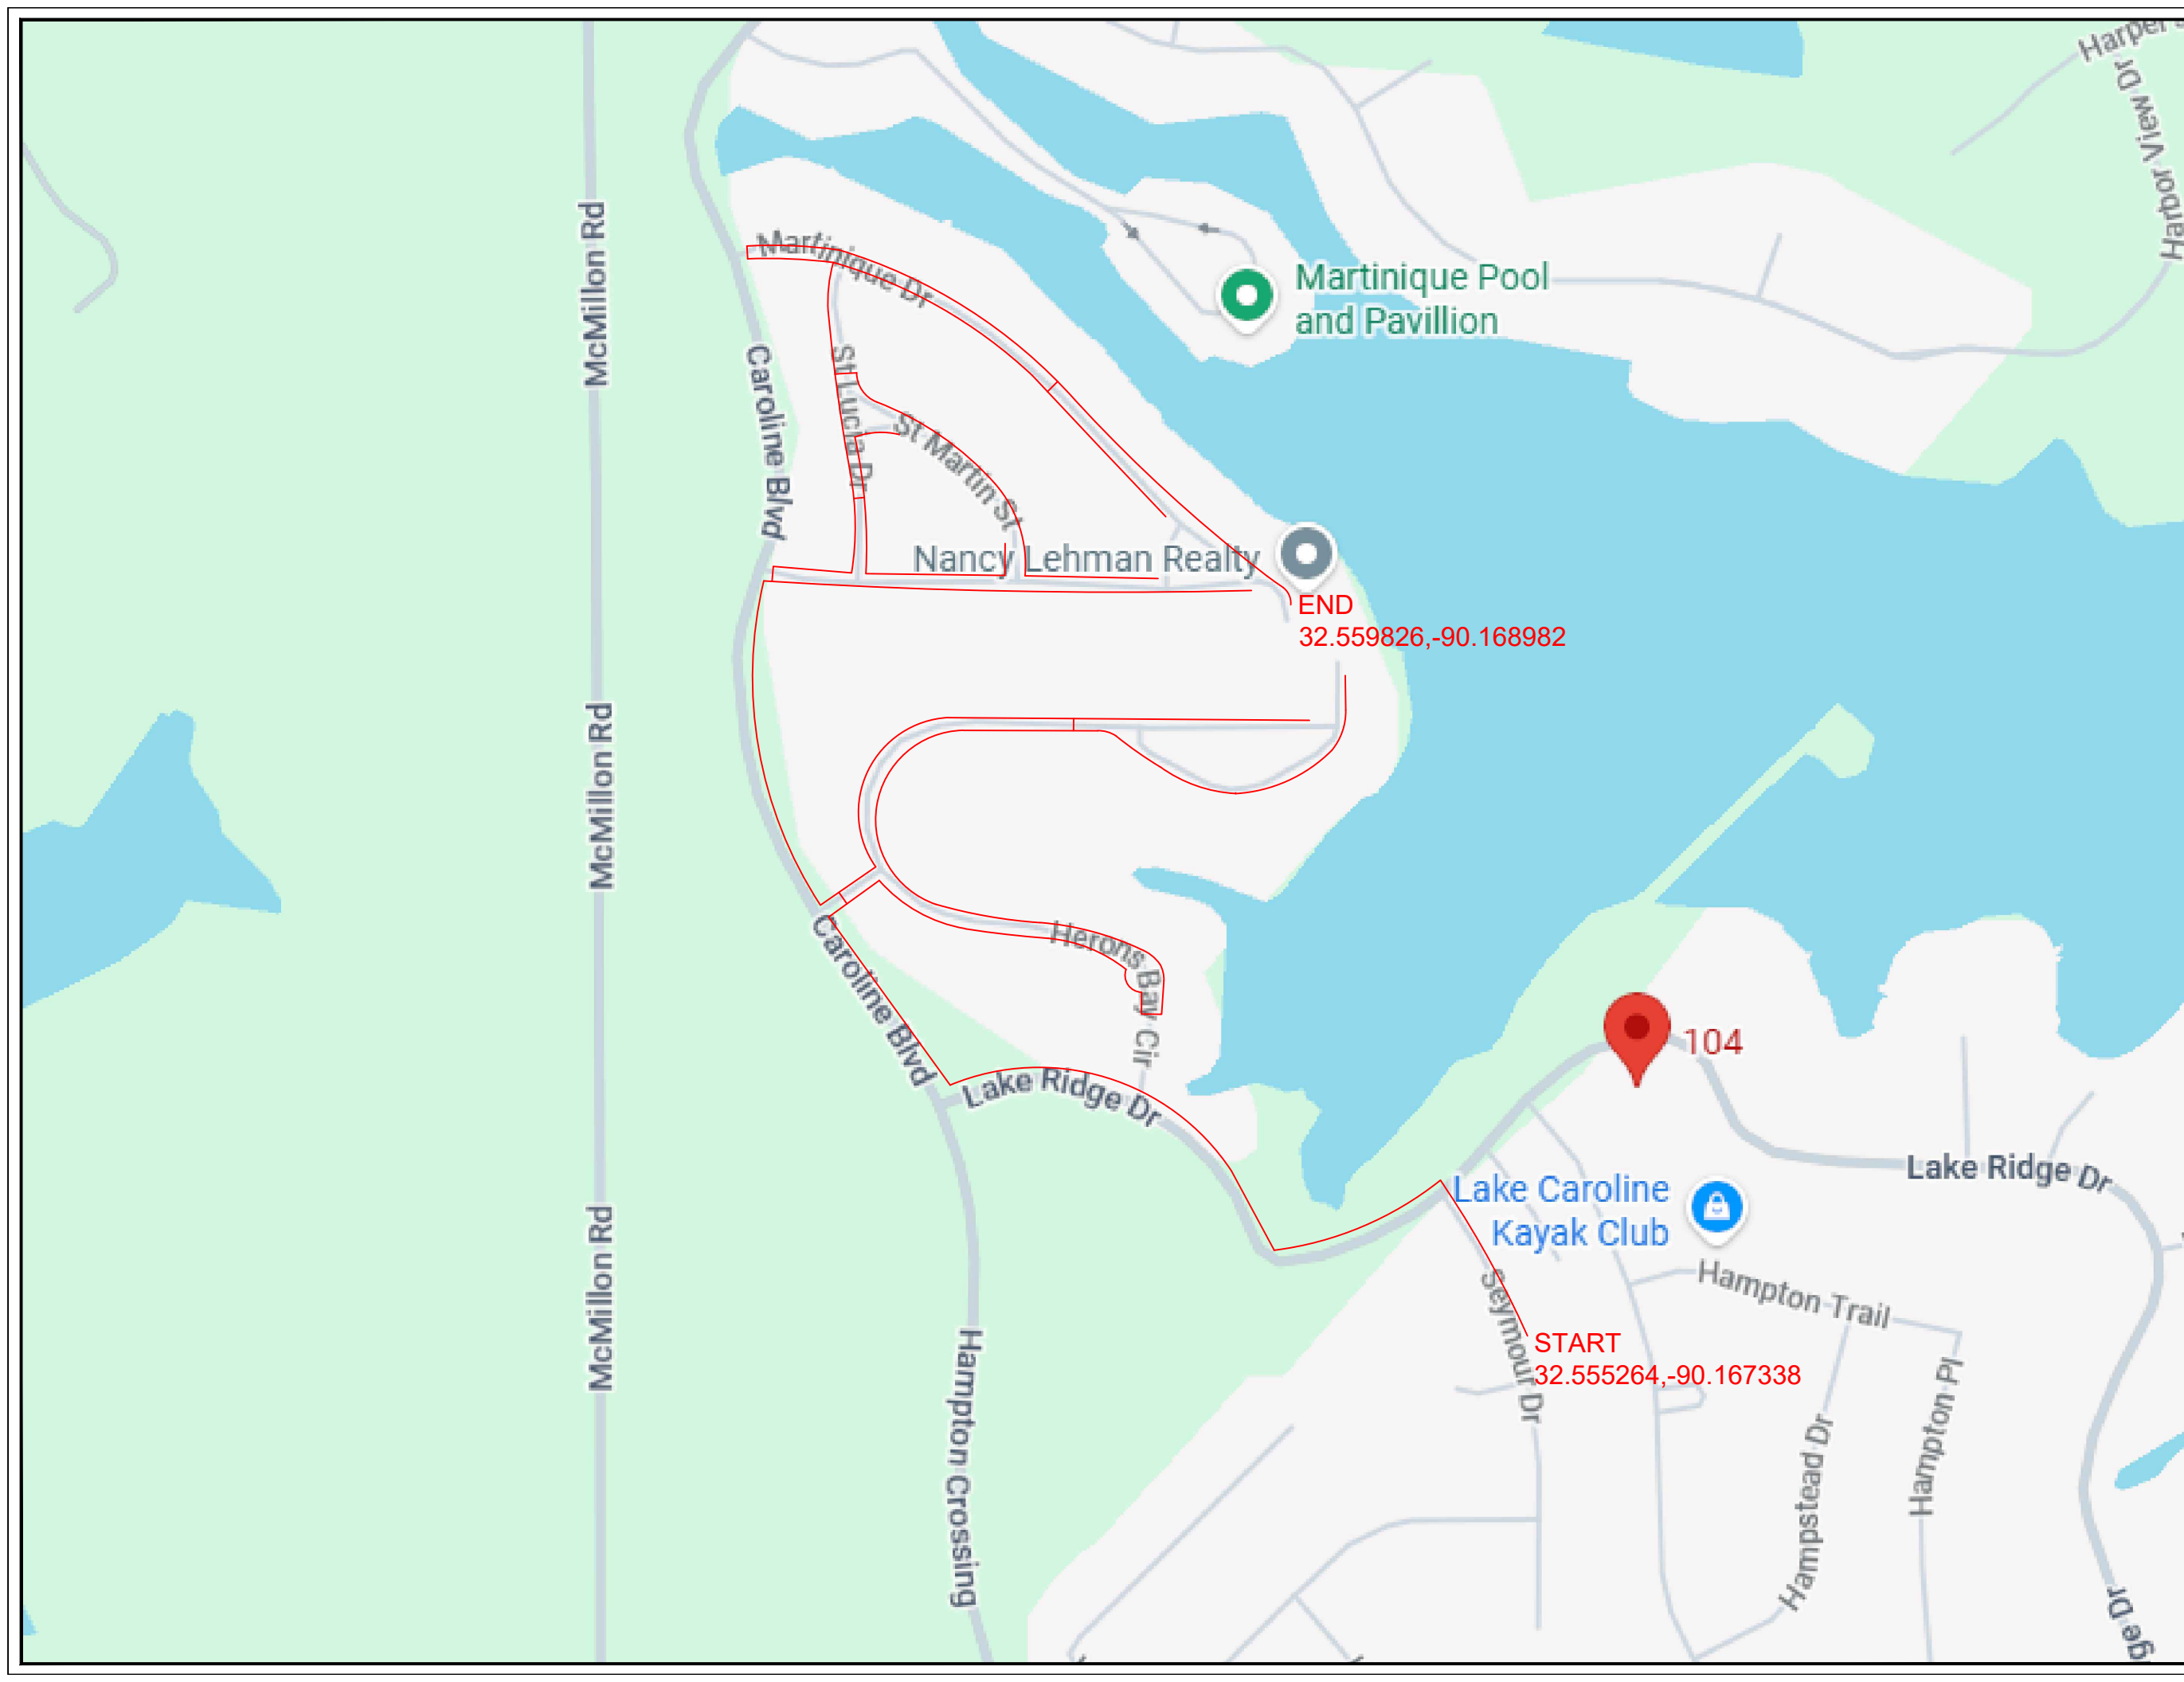 Harper's
Harbor View Dr
McMillon Rd
Martinique Dr
Martinique Pool
and Pavillion
Caroline Blvd
St Lucia Dr
St Martin St
Nancy Lehman Realty
END
32.559826,-90.168982
McMillon Rd
Caroline Blvd
Herons Bay Cir
104
Lake Ridge Dr
Lake Ridge Dr
Lake Caroline
Kayak Club
McMillon Rd
Seymour Dr
Hampton Trail
START
32.555264,-90.167338
Hampton Crossing
Hampstead Dr
Hampton Pl
ge Dr